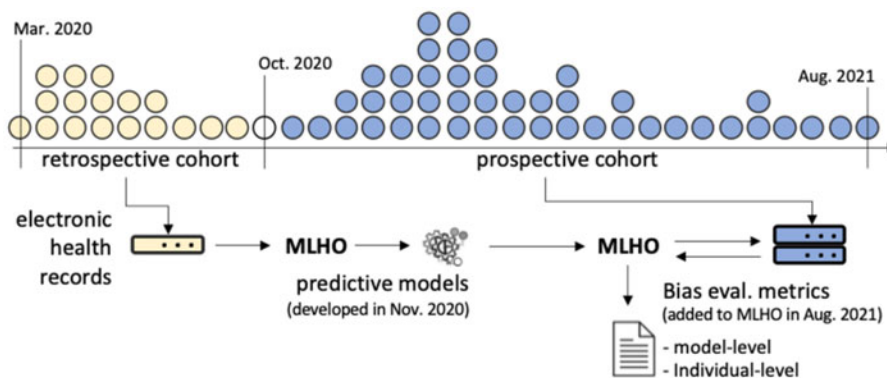 Mar. 2020
Oct. 2020
Aug. 2021
retrospective cohort
prospective cohort
electronic
health
records
MLHO
predictive models
(developed in Nov. 2020)
MLHO
Bias eval. metrics
(added to MLHO in Aug. 2021)
- model-level
- Individual-level